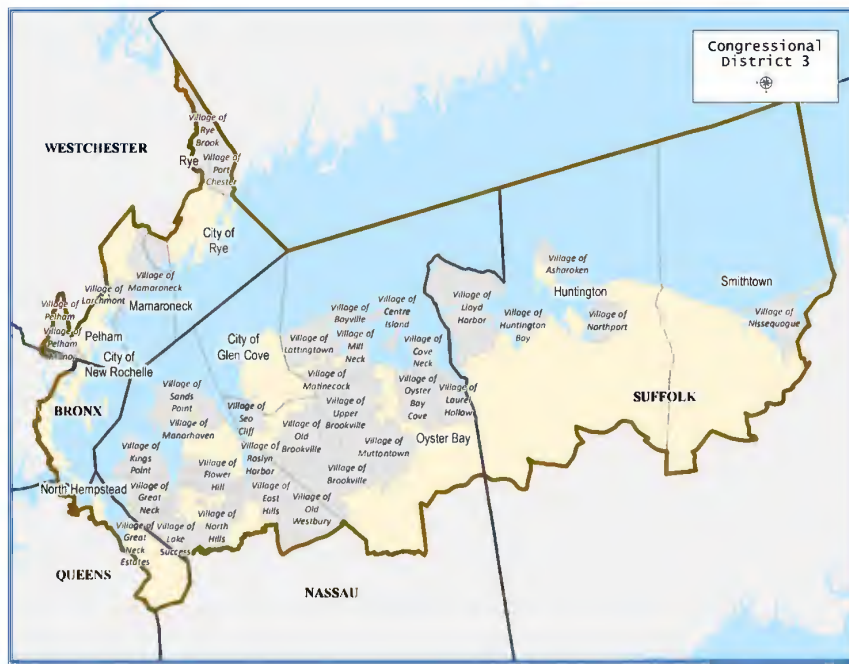 Congressional
District 3
WESTCHESTER
Village of
Rye
Brook
Rye
Village of
Port
Chester
City of
Rye
Village of
Mamaroneck
Village of
Larchmont
Mamaroneck
Village of
Pelham
Pelham
Village of
Pelham
City of
New Rochelle
BRONX
Village of
Asharoken
Huntington
Smithtown
Village of
Nissequogue
Village of
Lloyd
Harbor
Village of
Huntington
Bay
Village of
Northport
Village of
Centre
Island
Village of
Bayville
Village of
Mill
Neck
Village of
Cove
Neck
City of
Glen Cove
Village of
Lattingtown
Village of
Matinecock
Village of
Oyster
Bay
Cove
Village of
Laurel
Hollow
SUFFOLK
Village of
Sands
Point
Village of
Manorhaven
Village of
Sea
Cliff
Village of
Upper
Brookville
Village of
Old
Brookville
Oyster Bay
Village of
Muttontown
Village of
Kings
Point
Village of
Roslyn
Harbor
Village of
Flower
Hill
Village of
Brookville
North Hempstead
Village of
Great
Neck
Village of
East
Hills
Village of
Old
Westbury
Village of
Great
Neck
Estates
Village of
Lake
Success
Village of
North
Hills
QUEENS
NASSAU